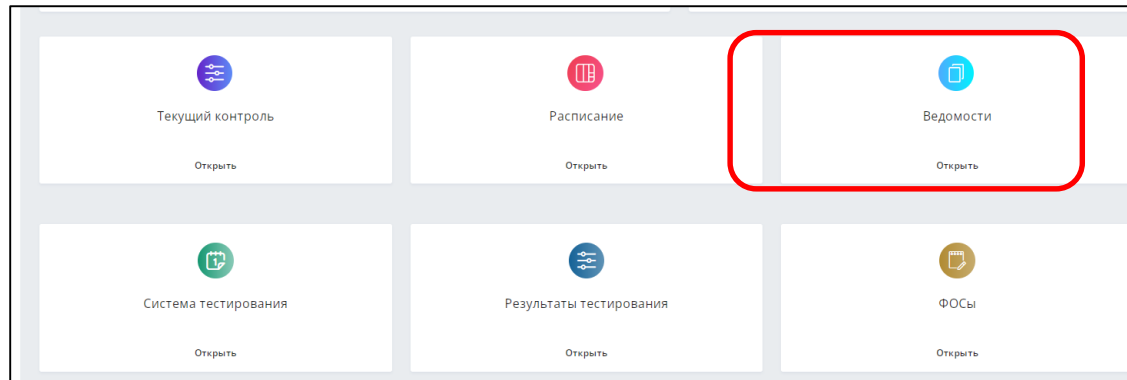 Текущий контроль
Расписание
Ведомости
Открыть
Открыть
Открыть
Система тестирования
Результаты тестирования
ФОСы
Открыть
Открыть
Открыть